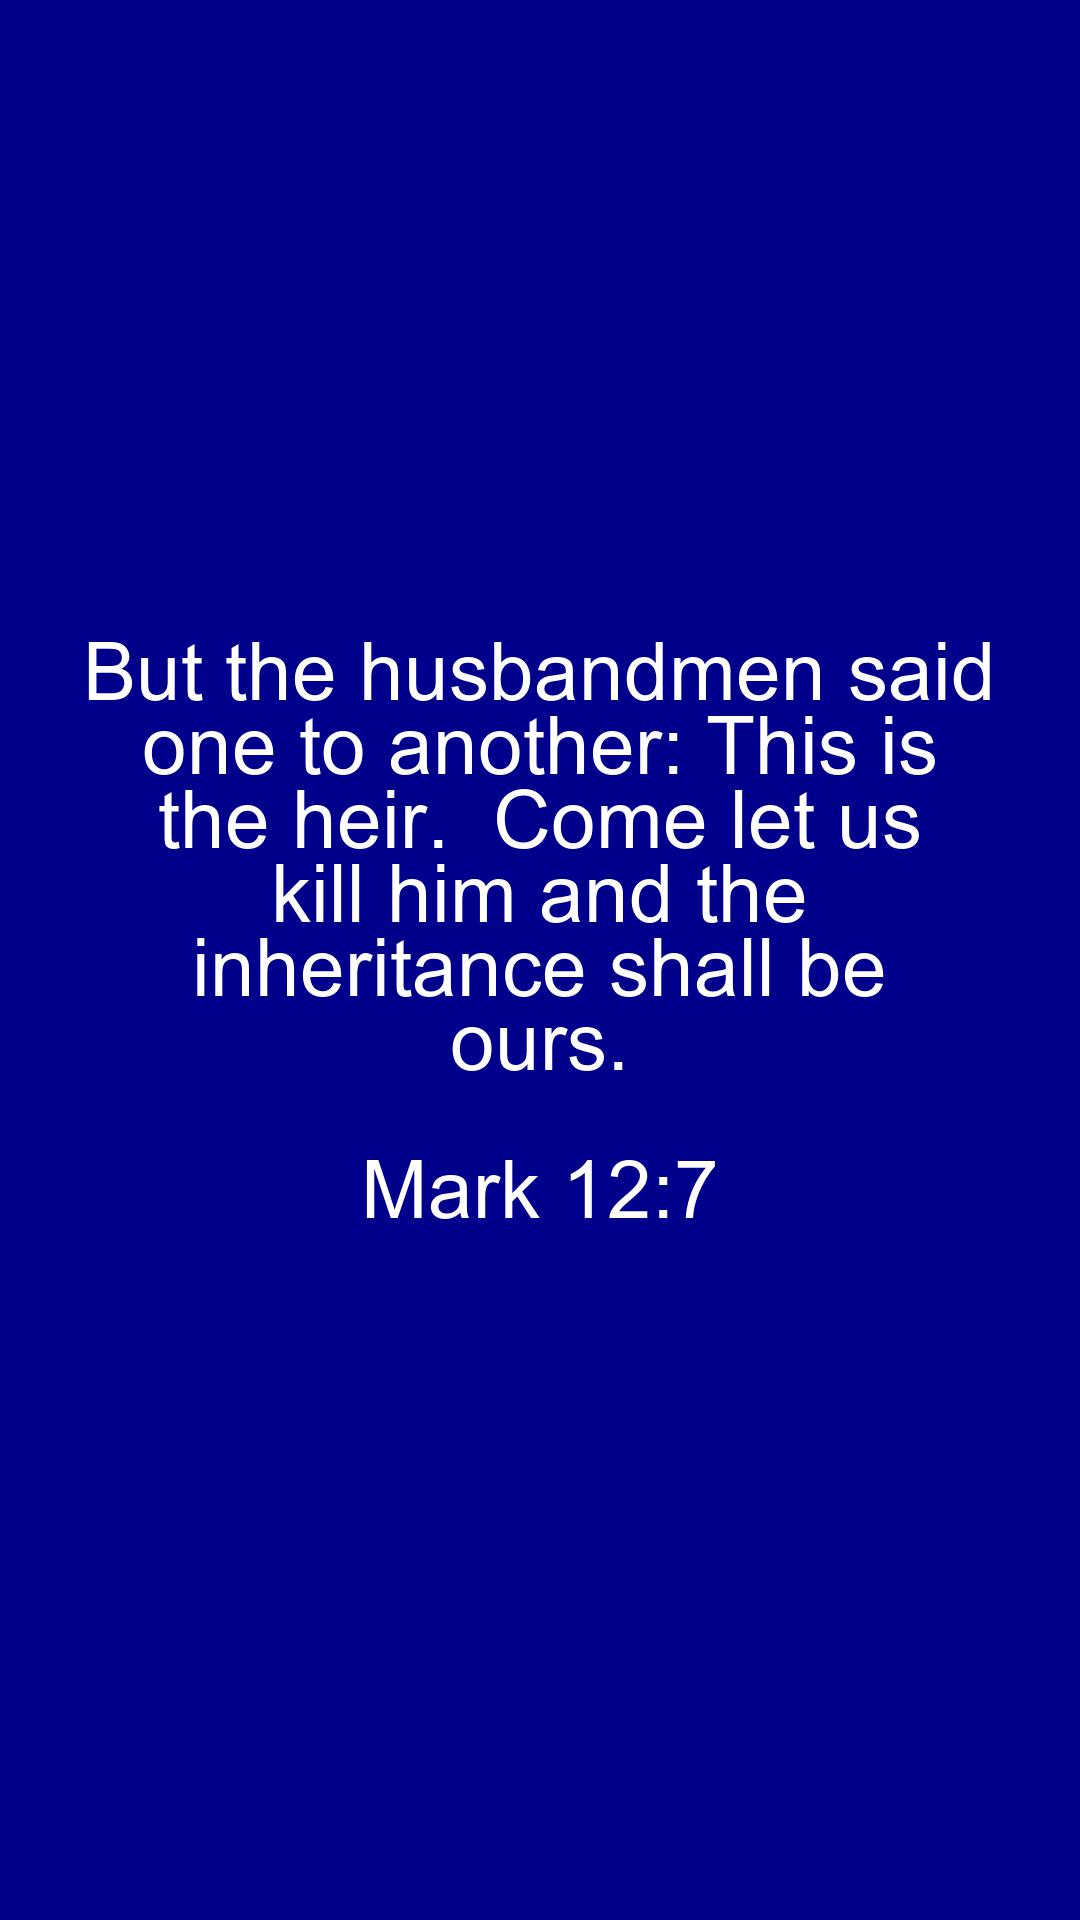 But the husbandmen said
one to another: This is
the heir.  Come let us
kill him and the
inheritance shall be
ours.
Mark 12:7